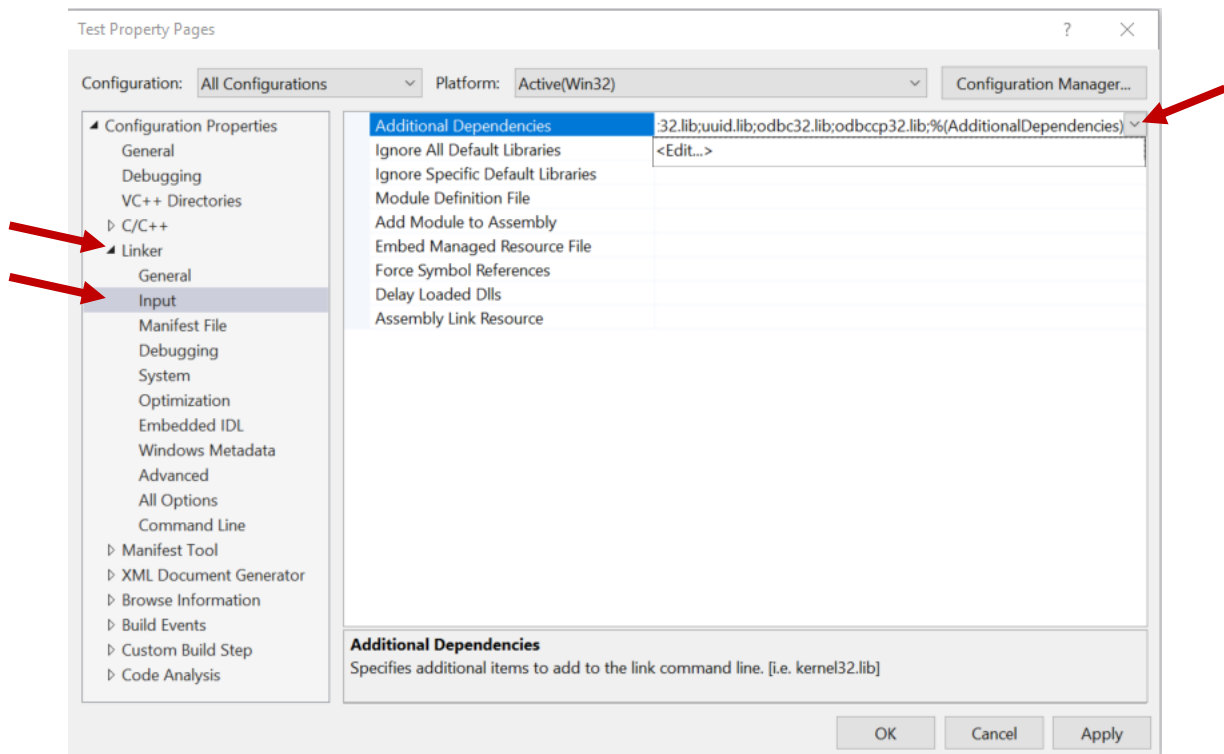 Test Property Pages ? ×
Configuration: All Configurations Platform: Active(Win32) Configuration Manager...
Configuration Properties
General
Debugging
VC++ Directories
C/C++
Linker
General
Input
Manifest File
Debugging
System
Optimization
Embedded IDL
Windows Metadata
Advanced
All Options
Command Line
Manifest Tool
XML Document Generator
Browse Information
Build Events
Custom Build Step
Code Analysis
Additional Dependencies :32.lib;uuid.lib;odbc32.lib;odbccp32.lib;%(AdditionalDependencies)
Ignore All Default Libraries <Edit...>
Ignore Specific Default Libraries
Module Definition File
Add Module to Assembly
Embed Managed Resource File
Force Symbol References
Delay Loaded Dlls
Assembly Link Resource
Additional Dependencies
Specifies additional items to add to the link command line. [i.e. kernel32.lib]
OK Cancel Apply